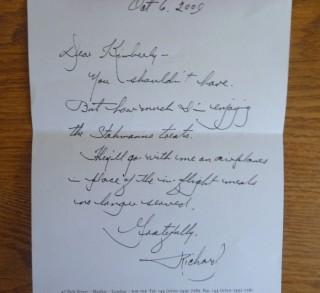 Oct 6, 2009
Dear Kimberly—
You shouldn't have.
But how much I'm enjoying
the Stahmanns treats.
They'll go with me on airplanes
in place of the in-flight meals
no longer served.
Gratefully,
Richard